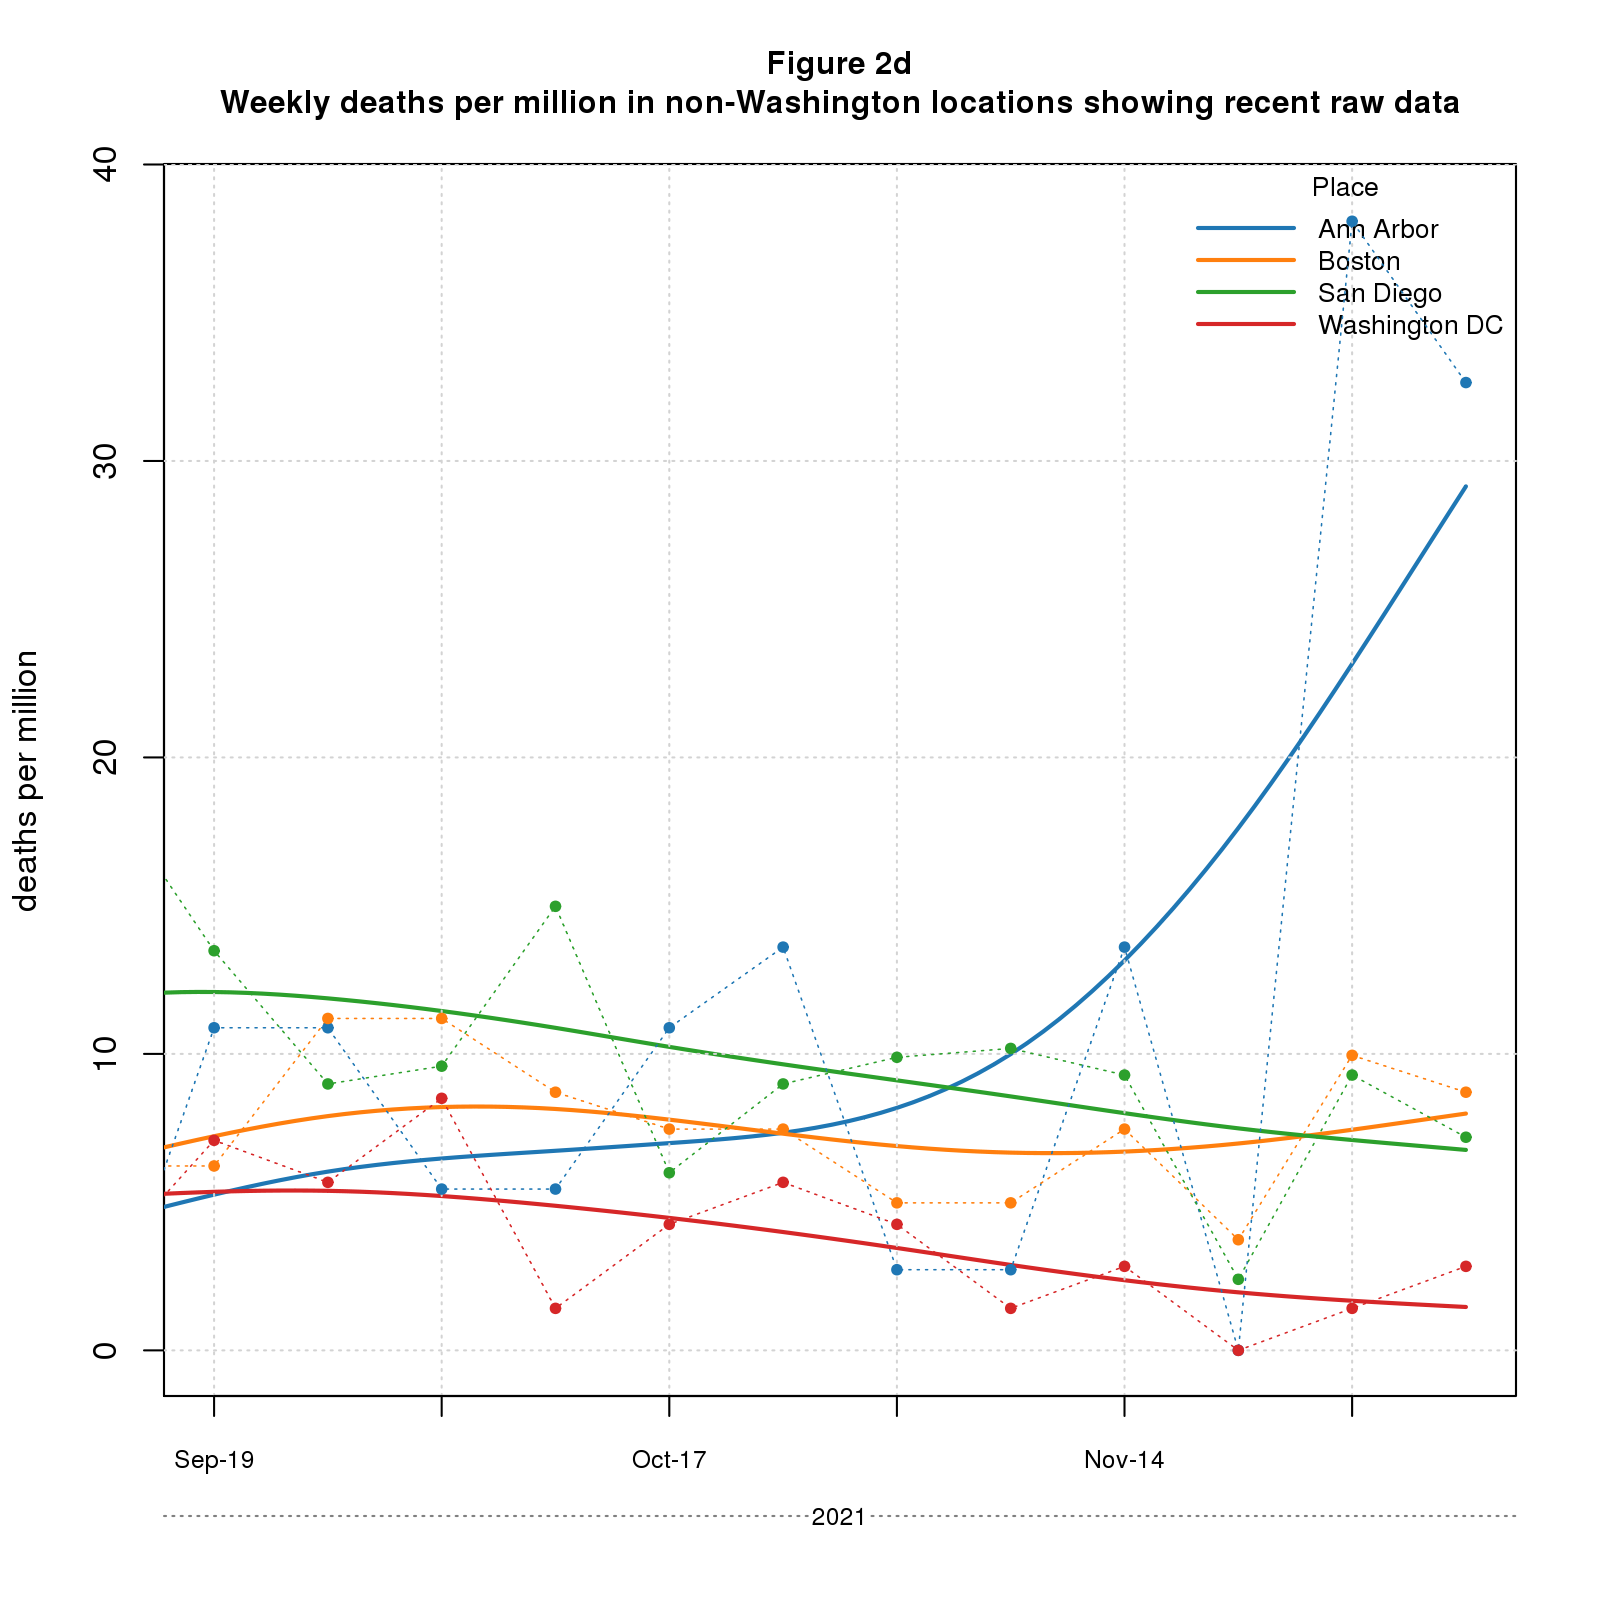 Figure 2d
Weekly deaths per million in non-Washington locations showing recent raw data
deaths per million
40
30
20
10
0
Place
Ann Arbor
Boston
San Diego
Washington DC
Sep-19
Oct-17
Nov-14
2021